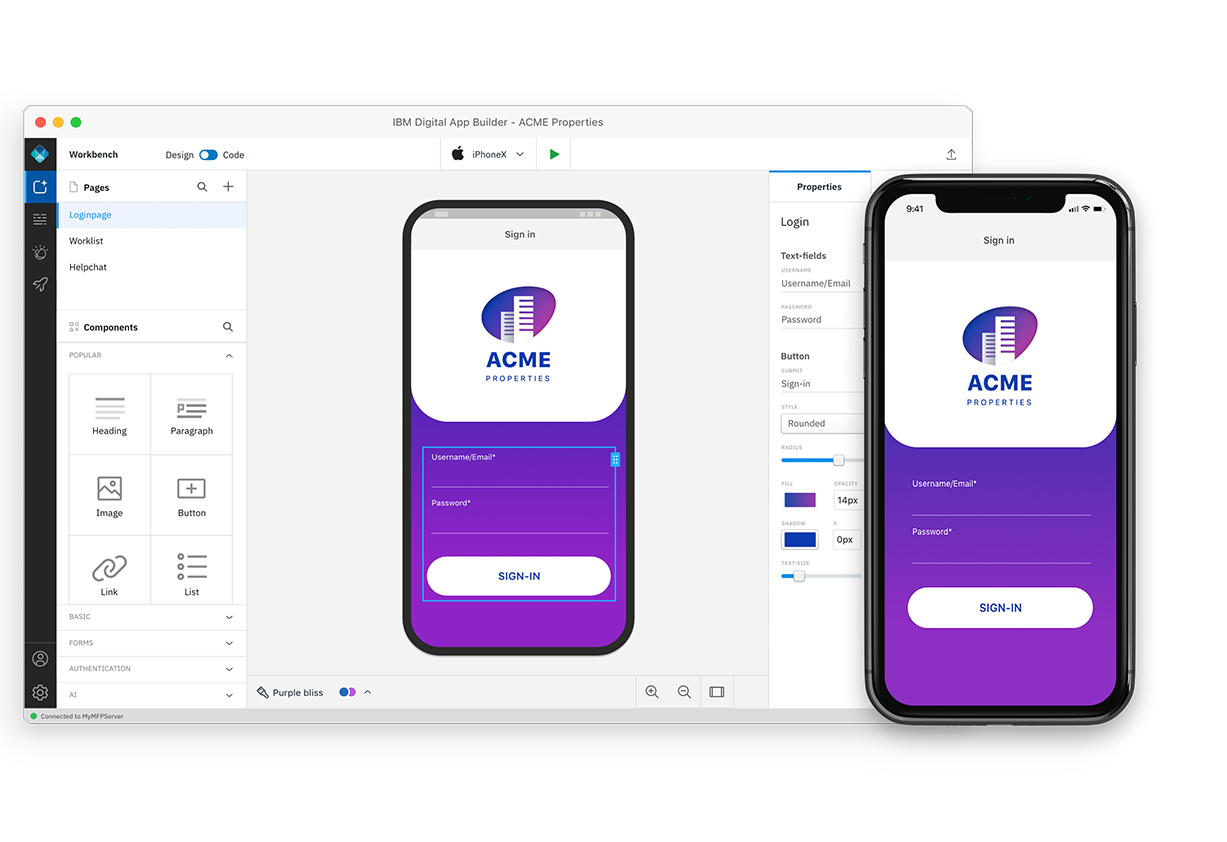 IBM Digital App Builder - ACME Properties
Workbench
Design
Code
iPhoneX
Pages
Loginpage
Worklist
Helpchat
Components
POPULAR
Heading
Paragraph
Image
Button
Link
List
BASIC
FORMS
AUTHENTICATION
AI
Connected to MyMFPServer
Sign in
ACME
PROPERTIES
Username/Email*
Password*
SIGN-IN
Purple bliss
Properties
Login
Text-fields
USERNAME
Username/Email
PASSWORD
Password
Button
SUBMIT
Sign-in
STYLE
Rounded
RADIUS
FILL
OPACITY
14px
SHADOW
X
0px
TEXT-SIZE
9:41
Sign in
ACME
PROPERTIES
Username/Email*
Password*
SIGN-IN